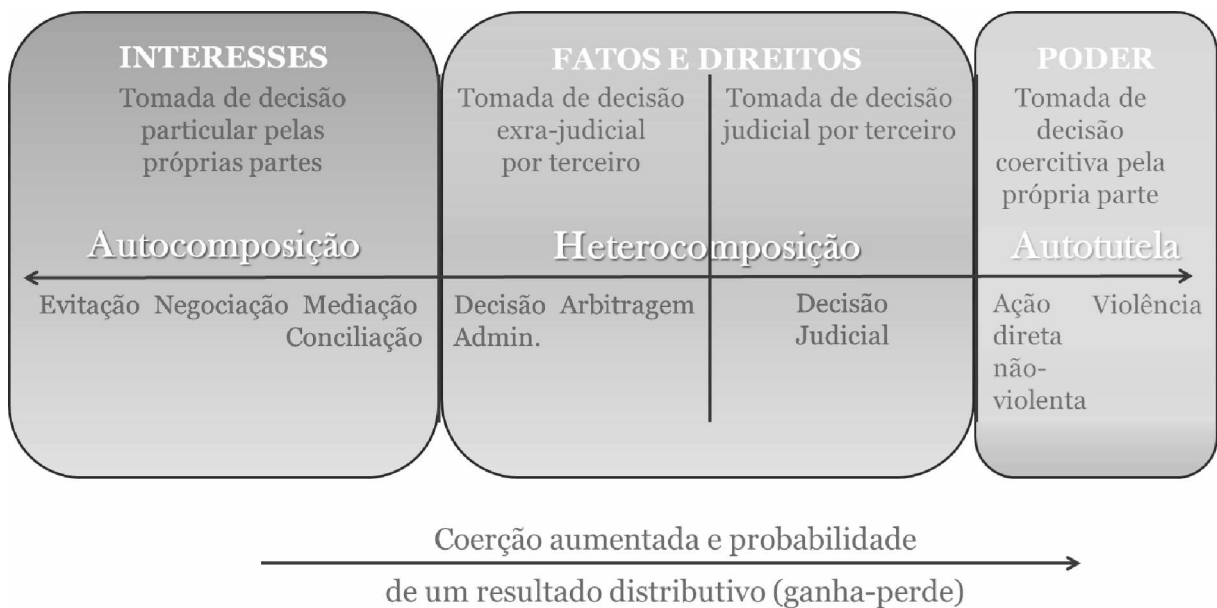 INTERESSES
Tomada de decisão
particular pelas
próprias partes
FATOS E DIREITOS
Tomada de decisão
exra-judicial
por terceiro
Tomada de decisão
judicial por terceiro
PODER
Tomada de
decisão
coercitiva pela
própria parte
Autocomposição
Heterocomposição
Autotutela
Evitação
Negociação
Mediação
Conciliação
Decisão
Admin.
Arbitragem
Decisão
Judicial
Ação
direta
não-
violenta
Violência
Coerção aumentada e probabilidade
de um resultado distributivo (ganha-perde)